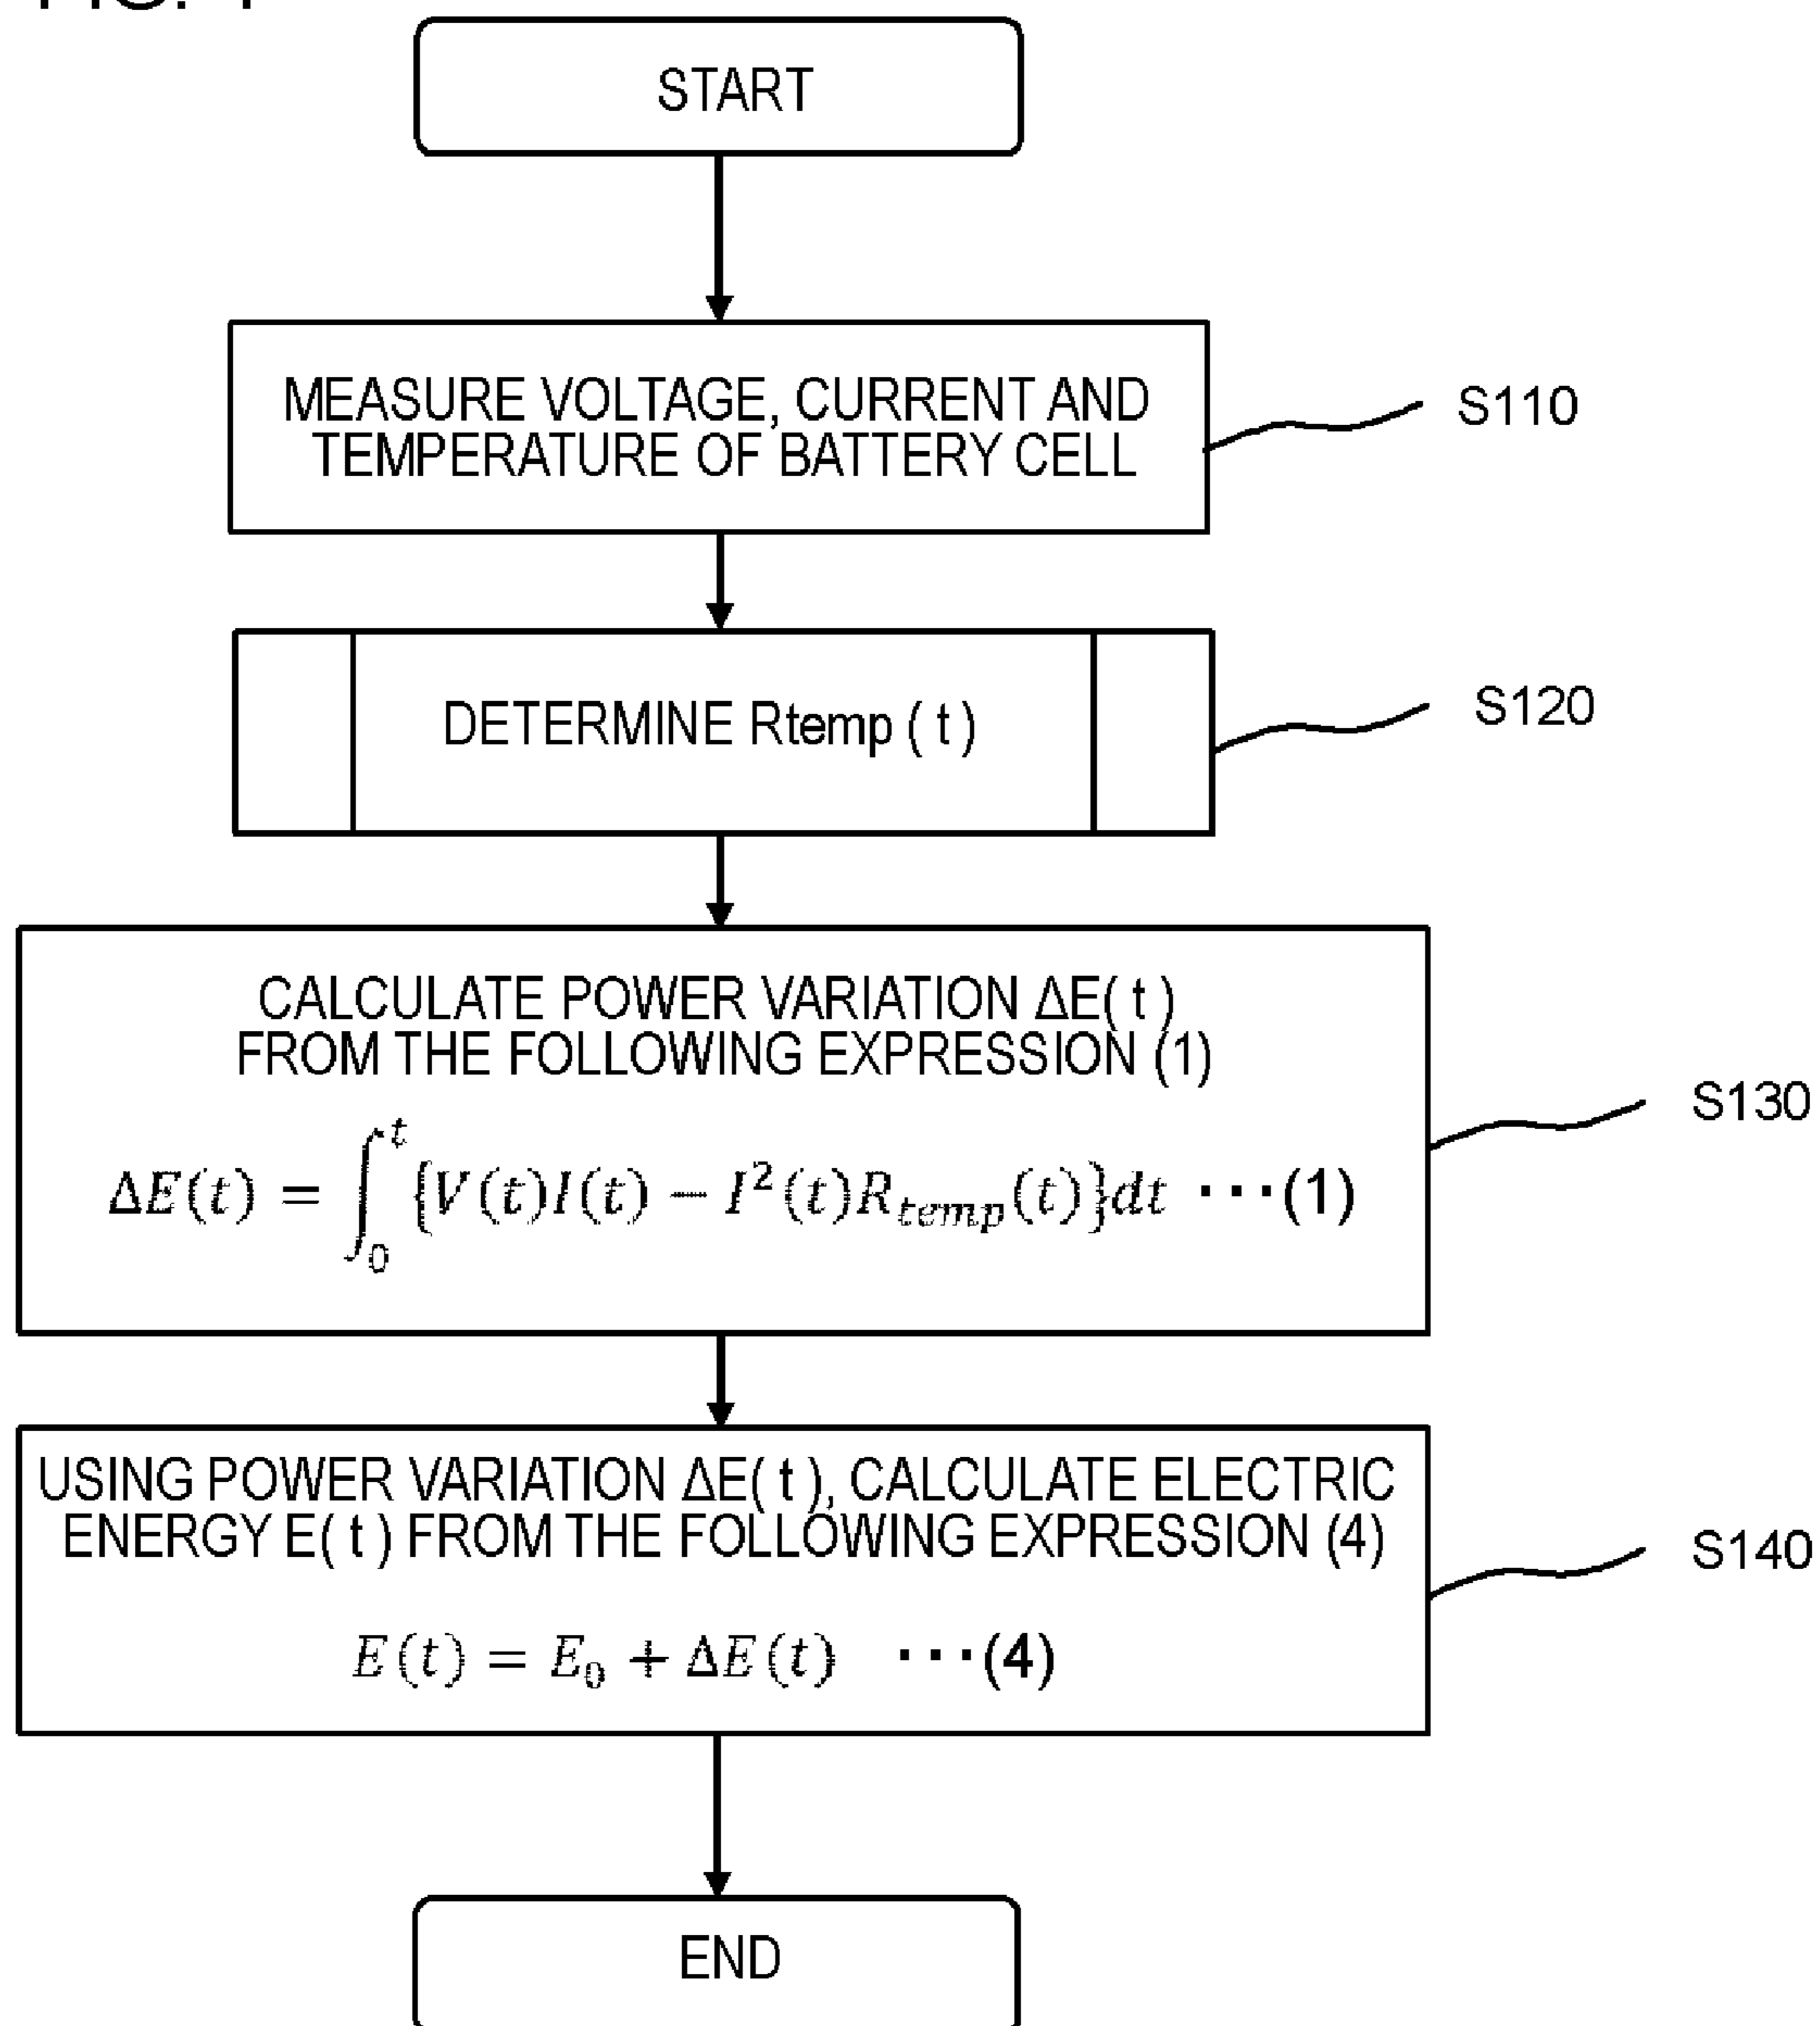 START
MEASURE VOLTAGE, CURRENT AND
TEMPERATURE OF BATTERY CELL
S110
DETERMINE Rtemp ( t )
S120
CALCULATE POWER VARIATION ΔE( t )
FROM THE FOLLOWING EXPRESSION (1)
S130
ΔE(t) = ∫₀ᵗ {V(t)I(t) − I²(t)R_temp(t)}dt ···(1)
USING POWER VARIATION ΔE( t ), CALCULATE ELECTRIC
ENERGY E( t ) FROM THE FOLLOWING EXPRESSION (4)
S140
E(t) = E₀ + ΔE(t) ···(4)
END